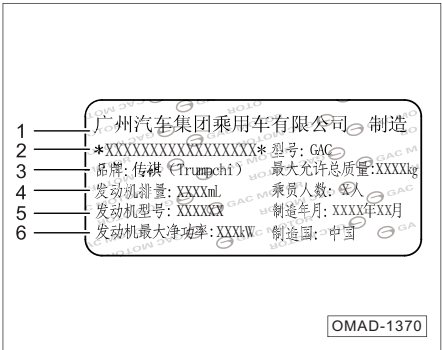 广州汽车集团乘用车有限公司 制造
1
2 *XXXXXXXXXXXXXXXXX* 型号: GAC
3 品牌: 传祺（Trumpchi） 最大允许总质量:XXXXkg
4 发动机排量: XXXXmL 乘员人数: XX人
5 发动机型号: XXXXXX 制造年月: XXXX年XX月
6 发动机最大净功率: XXXkW 制造国: 中国
OMAD-1370